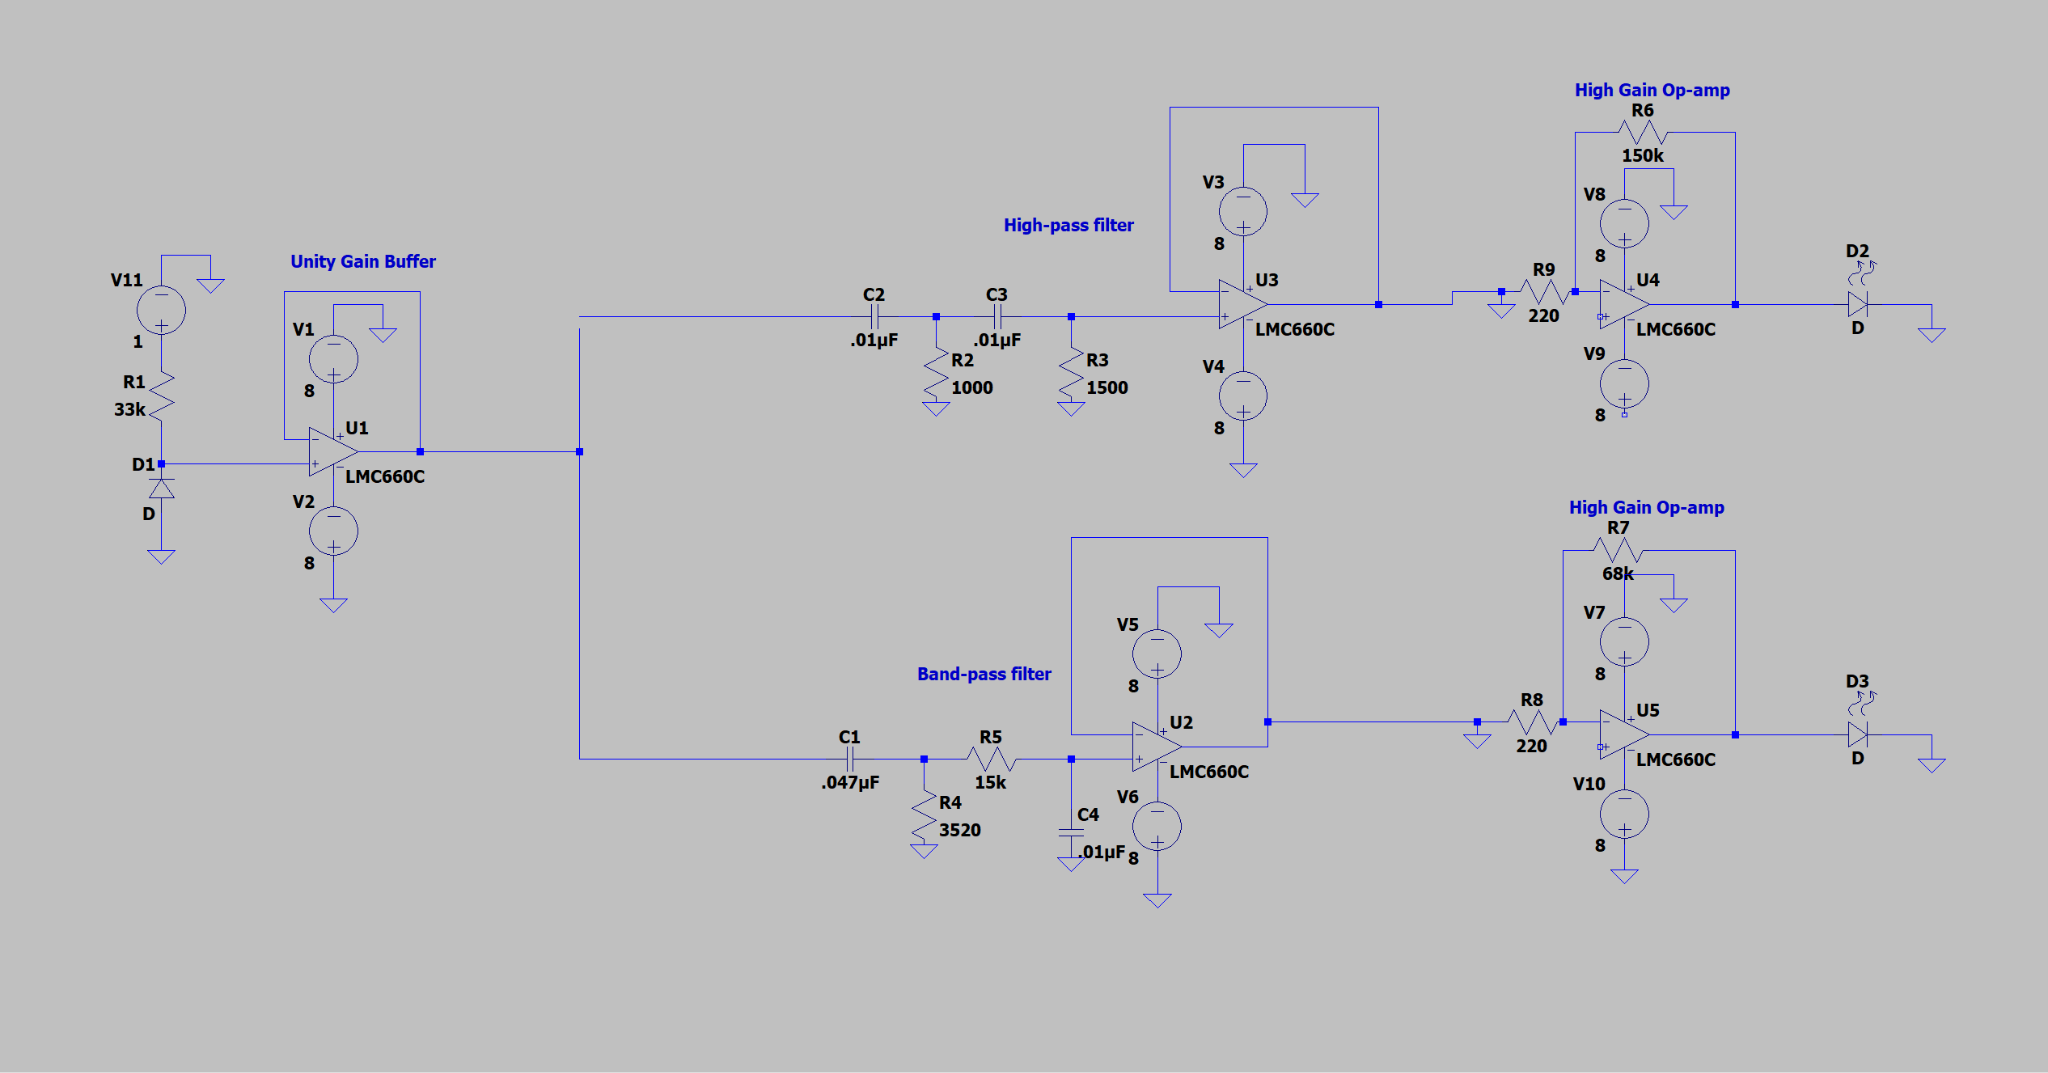 High Gain Op-amp
R6
150k
V3
8
V8
8
High-pass filter
D2
D
V11
1
Unity Gain Buffer
V1
8
R1
33k
D1
D
U1
LMC660C
V2
8
C2
.01µF
C3
.01µF
R2
1000
R3
1500
U3
LMC660C
V4
8
R9
220
U4
LMC660C
V9
8
High Gain Op-amp
R7
68k
V7
8
V5
8
Band-pass filter
C1
.047µF
R5
15k
R4
3520
C4
.01µF
U2
LMC660C
V6
8
R8
220
U5
LMC660C
V10
8
D3
D